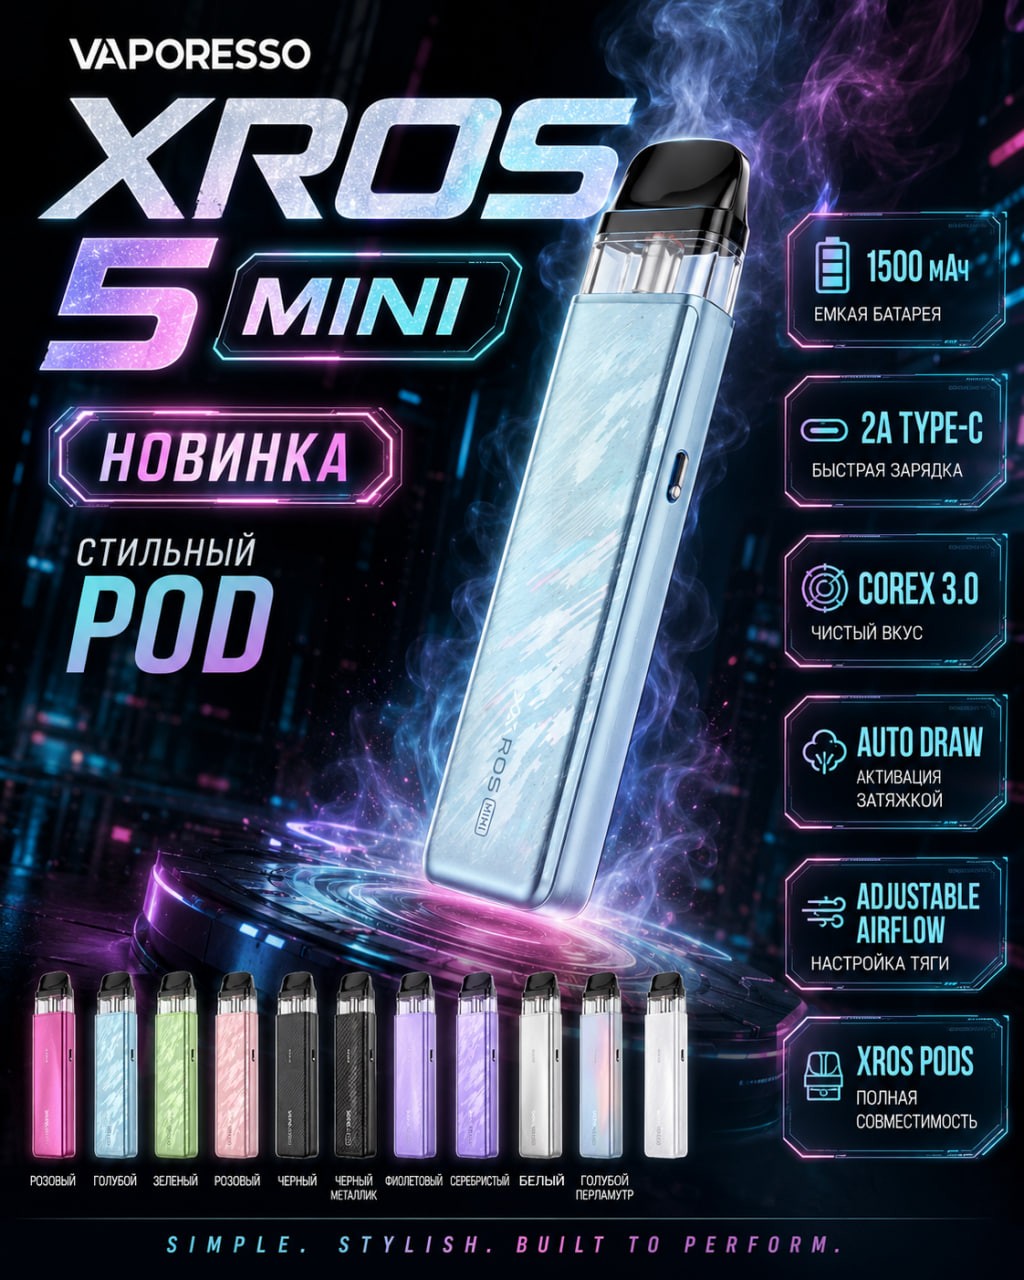 VAPORESSO
XROS
5 MINI
НОВИНКА
СТИЛЬНЫЙ
POD
1500 мАч
ЕМКАЯ БАТАРЕЯ
2A TYPE-C
БЫСТРАЯ ЗАРЯДКА
COREX 3.0
ЧИСТЫЙ ВКУС
AUTO DRAW
АКТИВАЦИЯ
ЗАТЯЖКОЙ
ADJUSTABLE
AIRFLOW
НАСТРОЙКА ТЯГИ
XROS PODS
ПОЛНАЯ
СОВМЕСТИМОСТЬ
ROS MINI
РОЗОВЫЙ
ГОЛУБОЙ
ЗЕЛЕНЫЙ
РОЗОВЫЙ
ЧЕРНЫЙ
ЧЕРНЫЙ
МЕТАЛЛИК
ФИОЛЕТОВЫЙ
СЕРЕБРИСТЫЙ
БЕЛЫЙ
ГОЛУБОЙ
ПЕРЛАМУТР
SIMPLE. STYLISH. BUILT TO PERFORM.